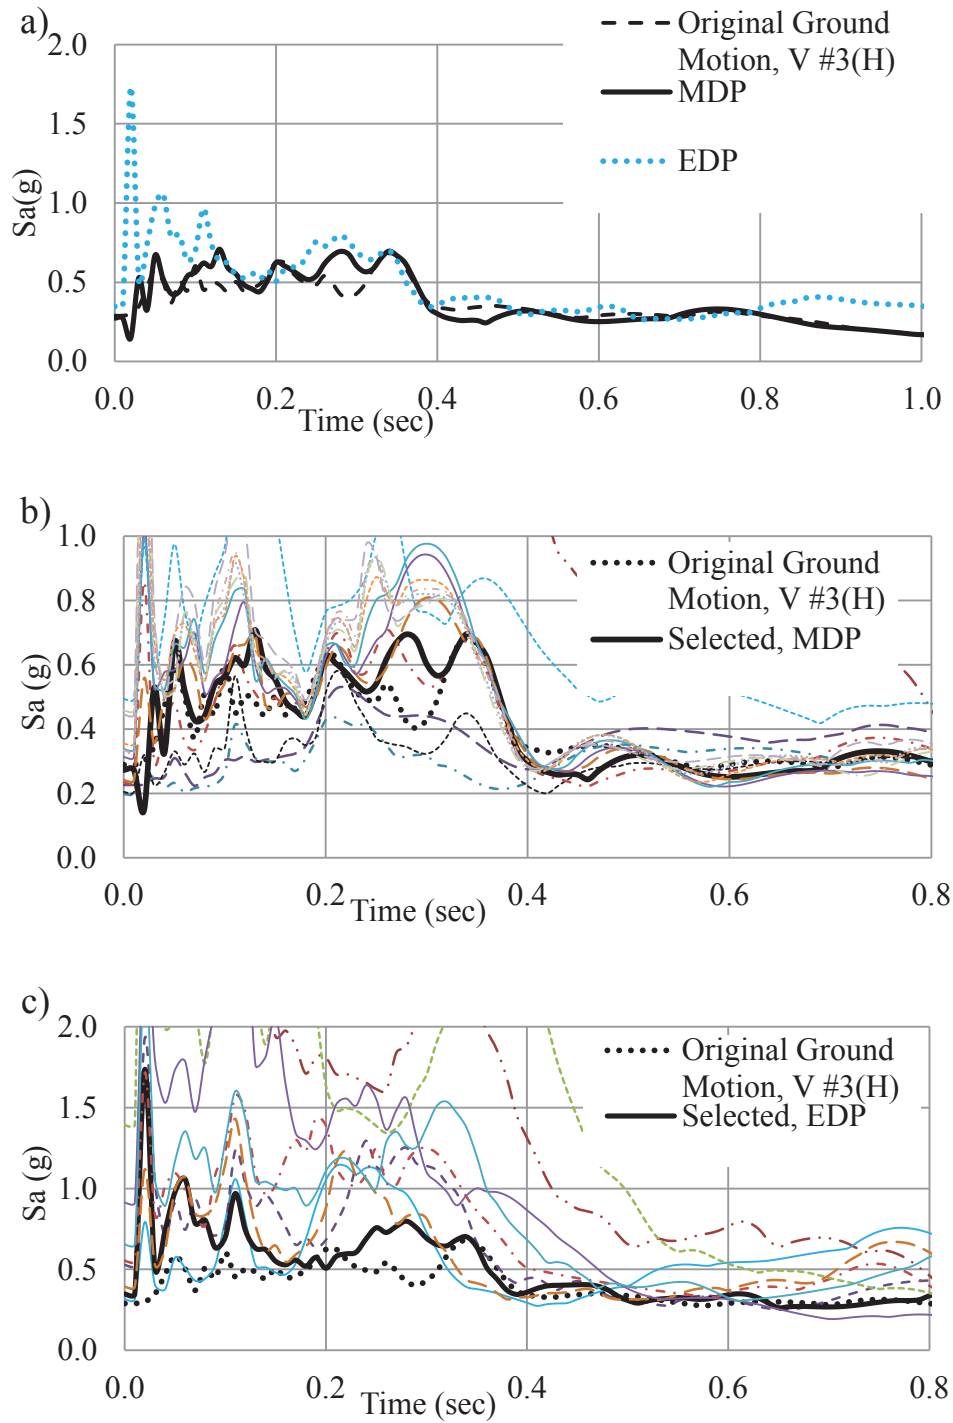 a)
Original Ground
Motion, V #3(H)
MDP
EDP
2.0
1.5
1.0
0.5
0.0
Sa(g)
0.0 0.2 0.4 0.6 0.8 1.0
Time (sec)
b)
Original Ground
Motion, V #3(H)
Selected, MDP
1.0
0.8
0.6
0.4
0.2
0.0
Sa (g)
0.0 0.2 0.4 0.6 0.8
Time (sec)
c)
Original Ground
Motion, V #3(H)
Selected, EDP
2.0
1.5
1.0
0.5
0.0
Sa (g)
0.0 0.2 0.4 0.6 0.8
Time (sec)